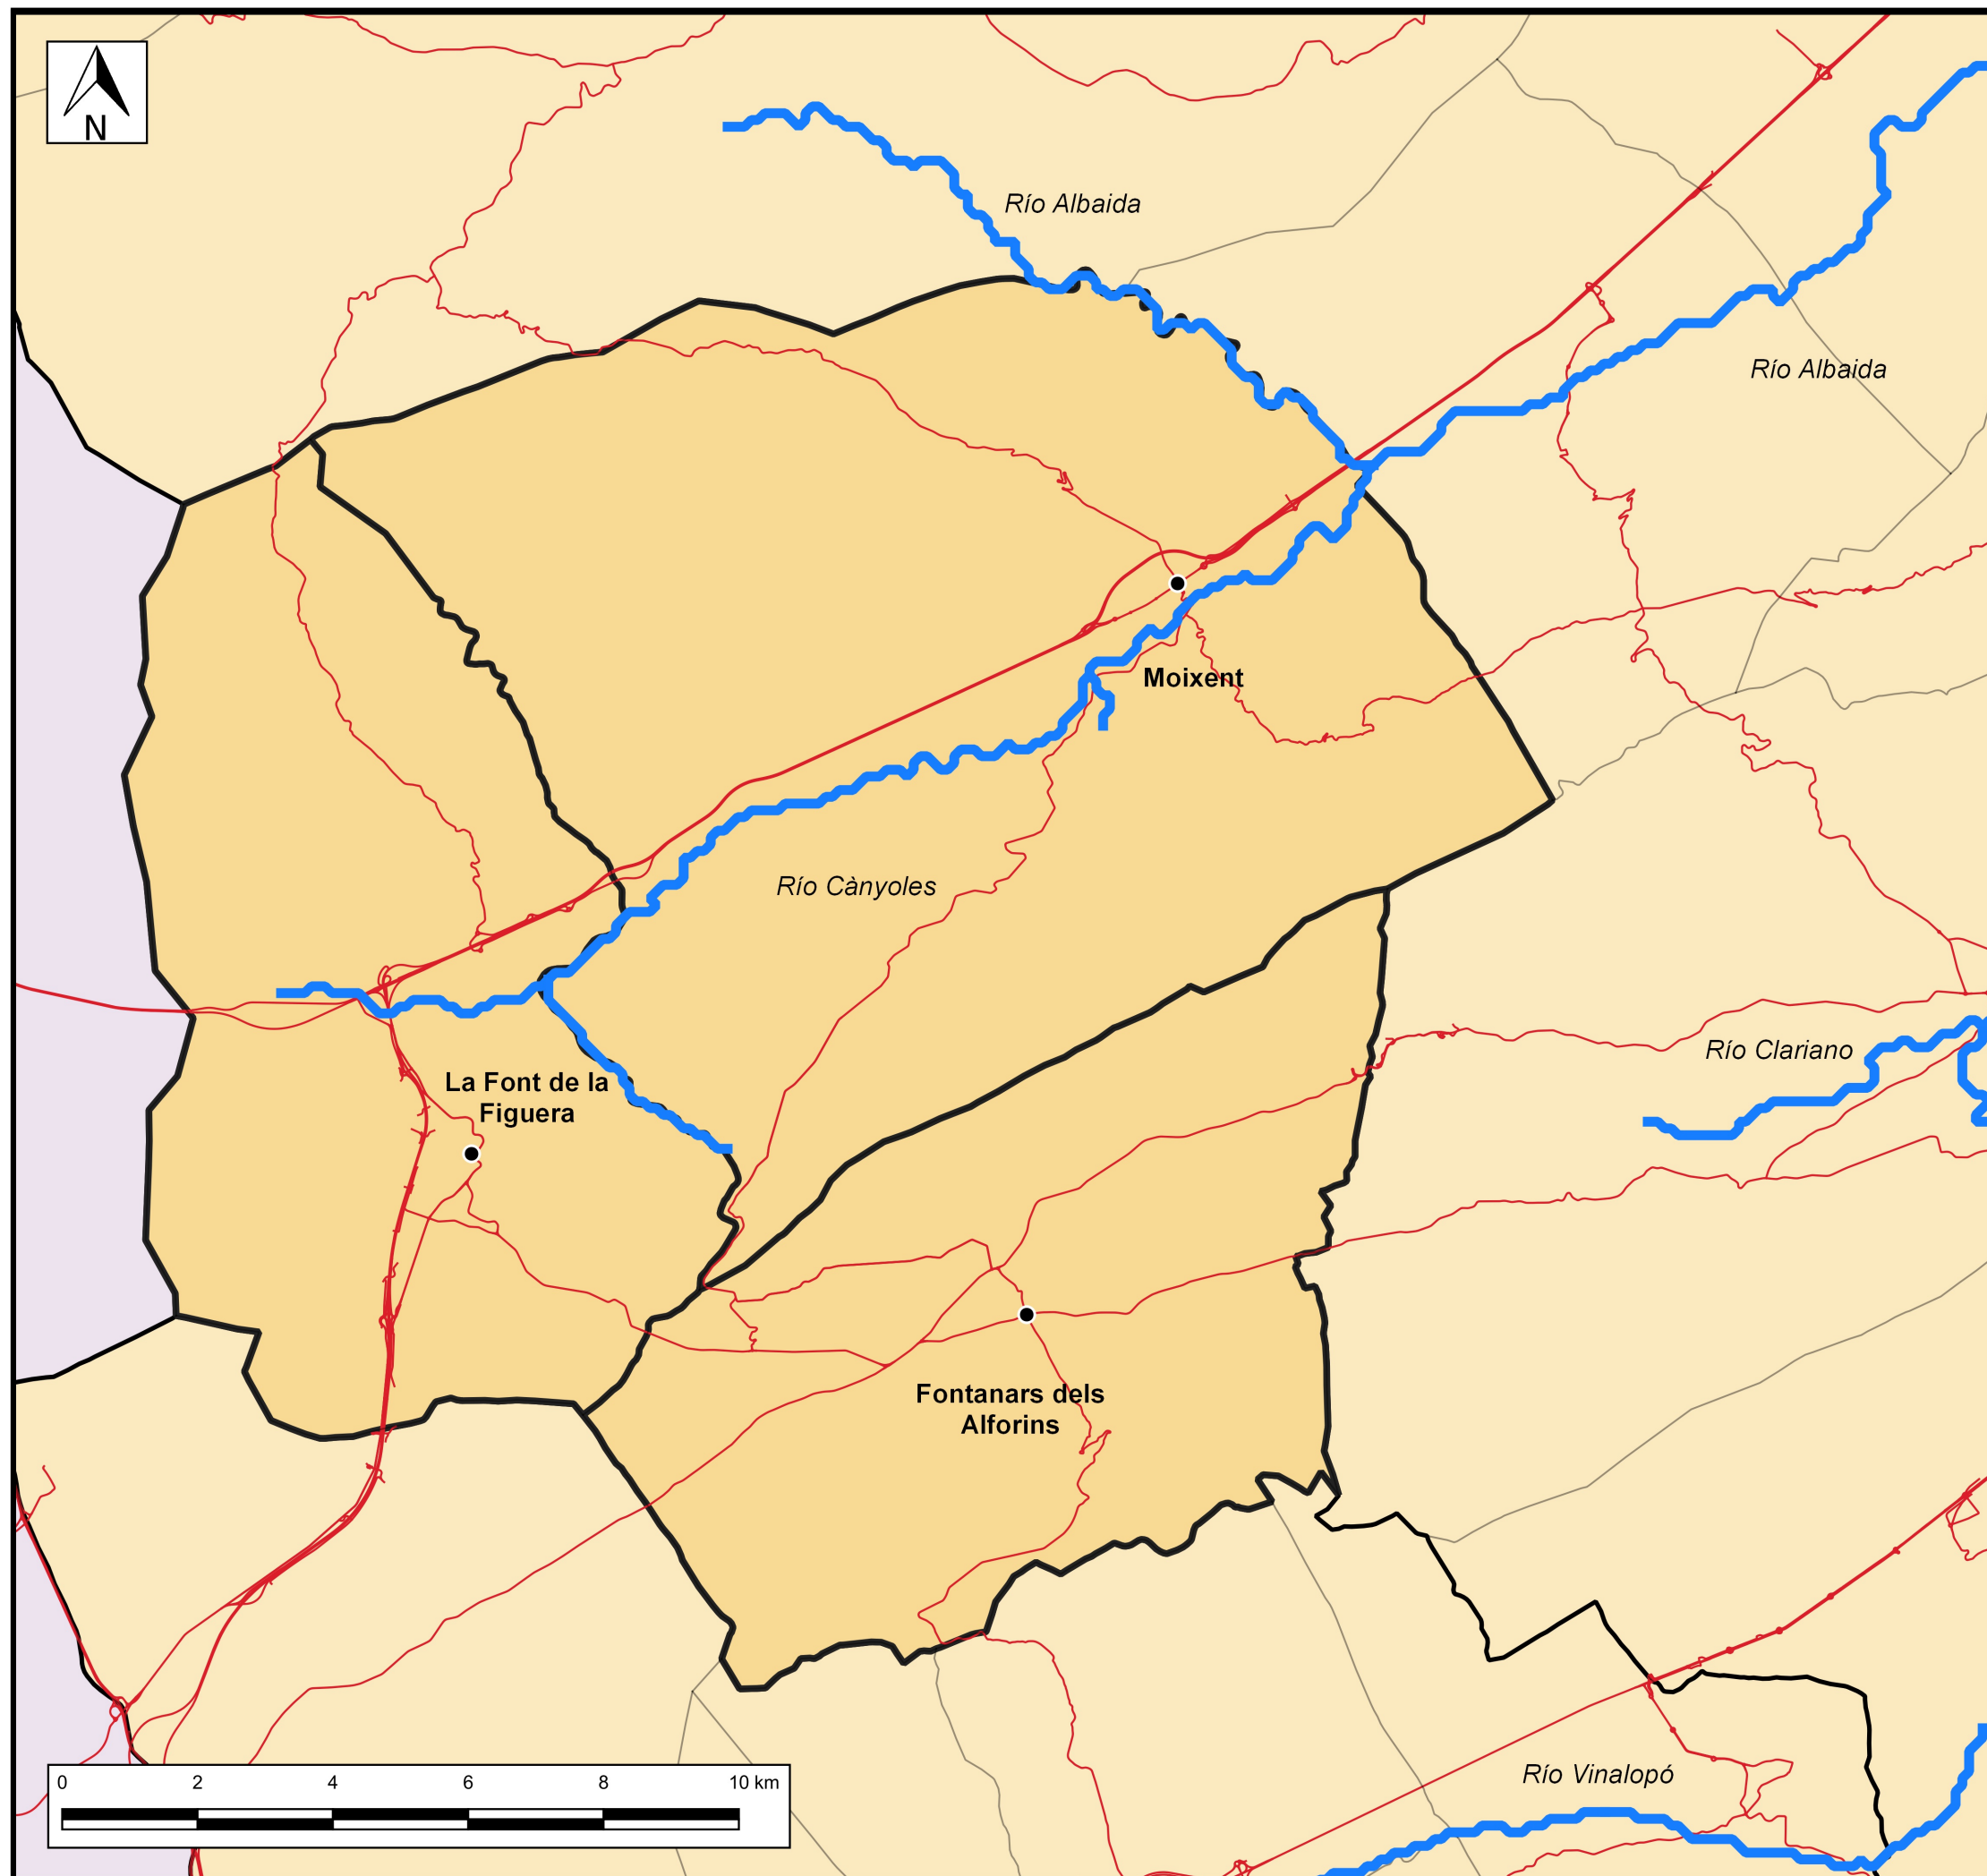 N
Río Albaida
Río Albaida
Moixent
Río Cànyoles
Río Clariano
La Font de la
Figuera
Fontanars dels
Alforins
Río Vinalopó
0 2 4 6 8 10 km